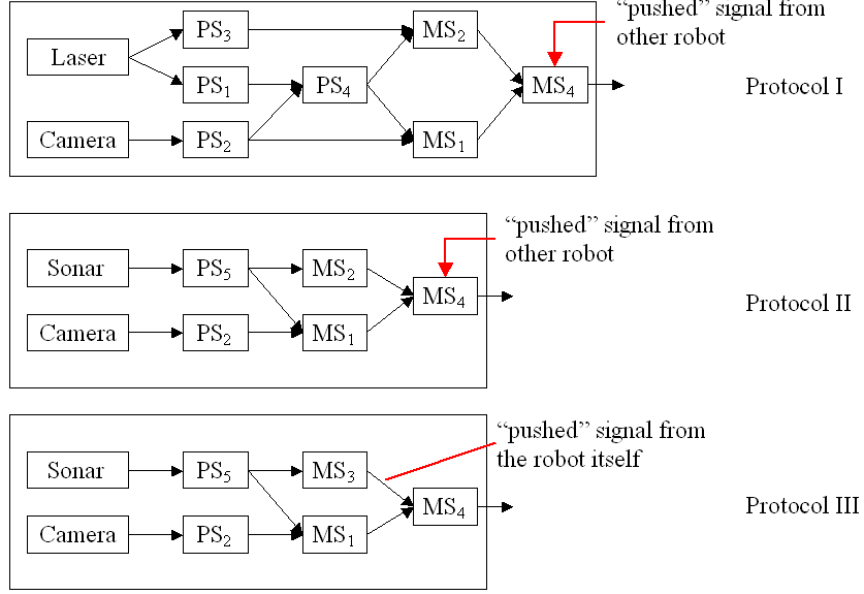 "pushed" signal from
other robot
PS₃
MS₂
Laser
PS₁
PS₄
MS₄
Protocol I
Camera
PS₂
MS₁
"pushed" signal from
other robot
Sonar
PS₅
MS₂
MS₄
Protocol II
Camera
PS₂
MS₁
"pushed" signal from
the robot itself
Sonar
PS₅
MS₃
MS₄
Protocol III
Camera
PS₂
MS₁